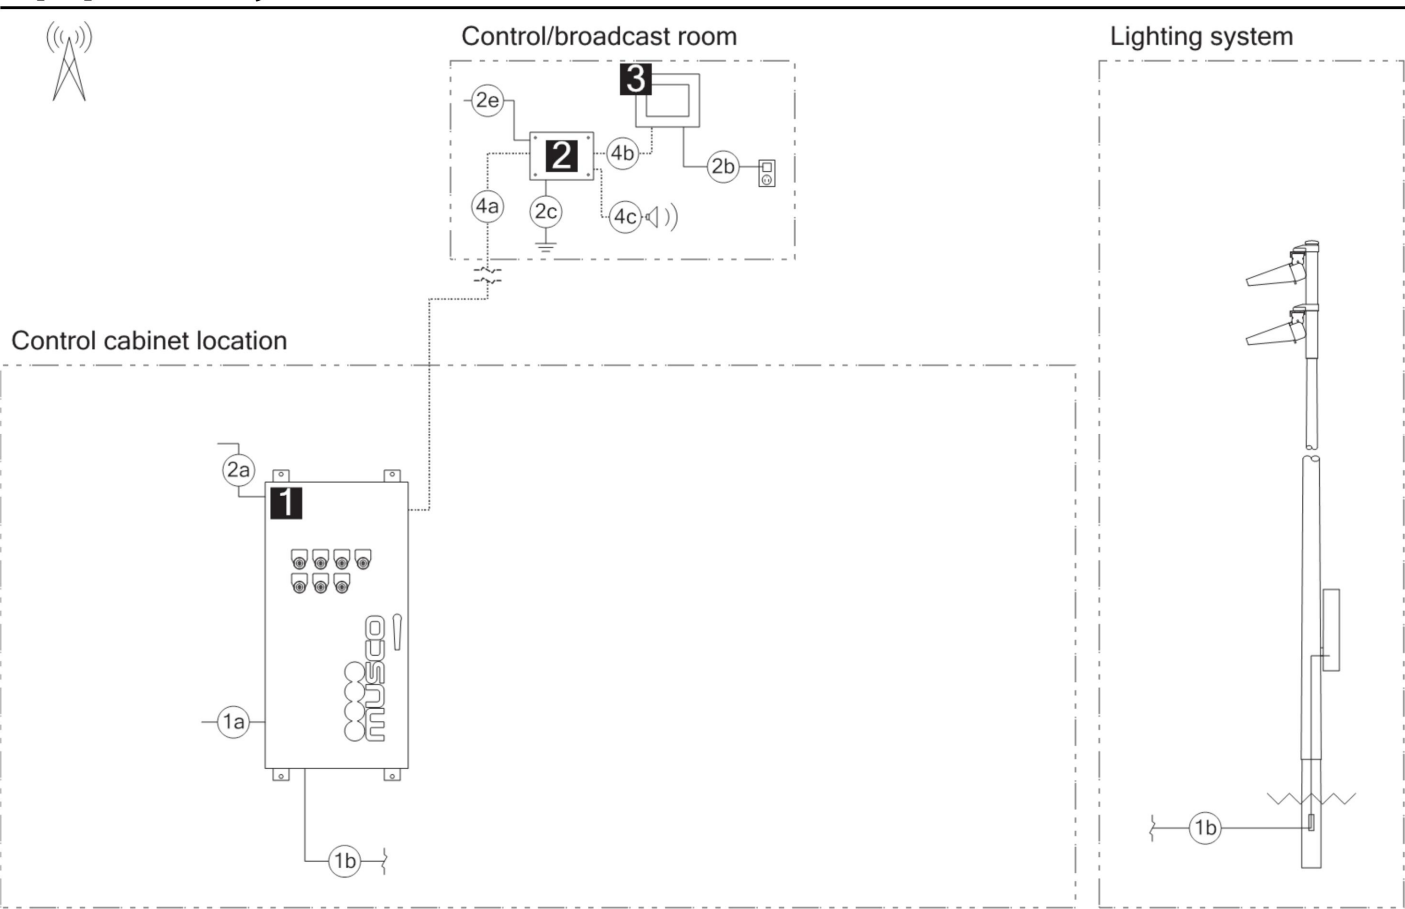 Control/broadcast room
Lighting system
3
2e
2
4b
2b
4a
2c
4c
Control cabinet location
2a
1
musco
1a
1b
1b